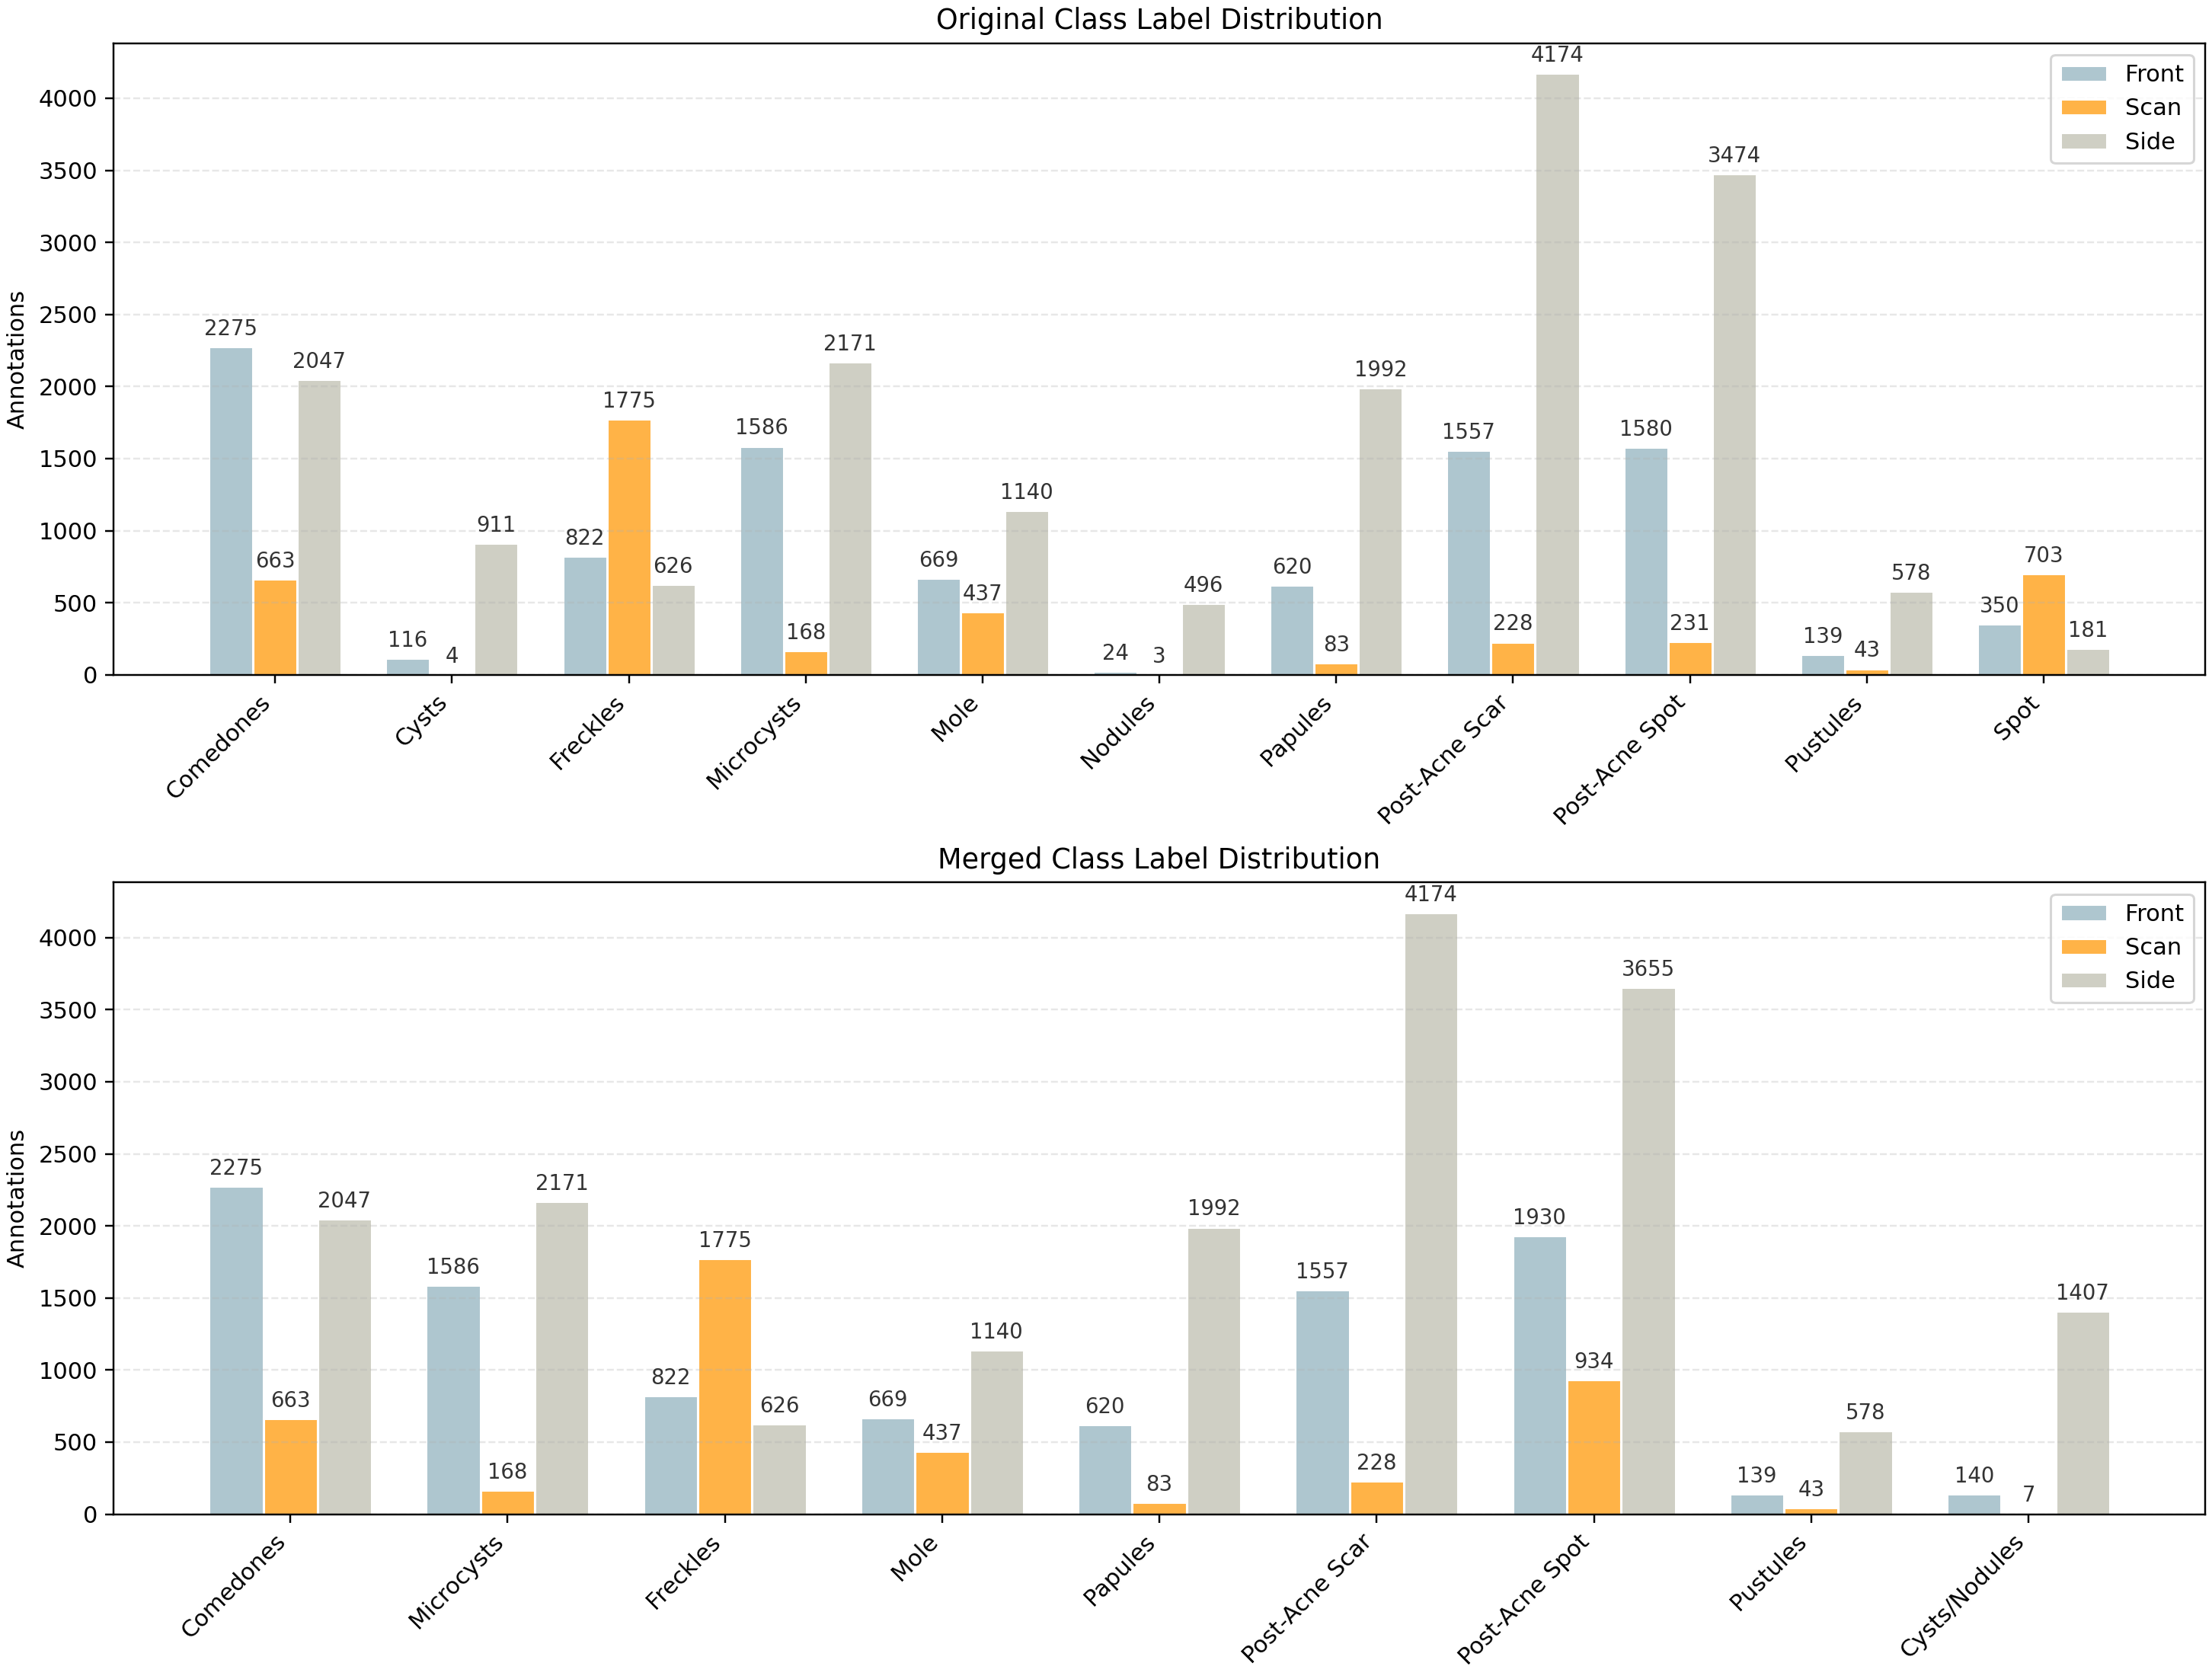 Original Class Label Distribution
Annotations
4000
3500
3000
2500
2000
1500
1000
500
0
Front
Scan
Side
2275
663
2047
116
4
911
822
1775
626
1586
168
2171
669
437
1140
24
3
496
620
83
1992
1557
228
4174
1580
231
3474
139
43
578
350
703
181
Comedones
Cysts
Freckles
Microcysts
Mole
Nodules
Papules
Post-Acne Scar
Post-Acne Spot
Pustules
Spot
Merged Class Label Distribution
Annotations
4000
3500
3000
2500
2000
1500
1000
500
0
Front
Scan
Side
2275
663
2047
1586
168
2171
822
1775
626
669
437
1140
620
83
1992
1557
228
4174
1930
934
3655
139
43
578
140
7
1407
Comedones
Microcysts
Freckles
Mole
Papules
Post-Acne Scar
Post-Acne Spot
Pustules
Cysts/Nodules